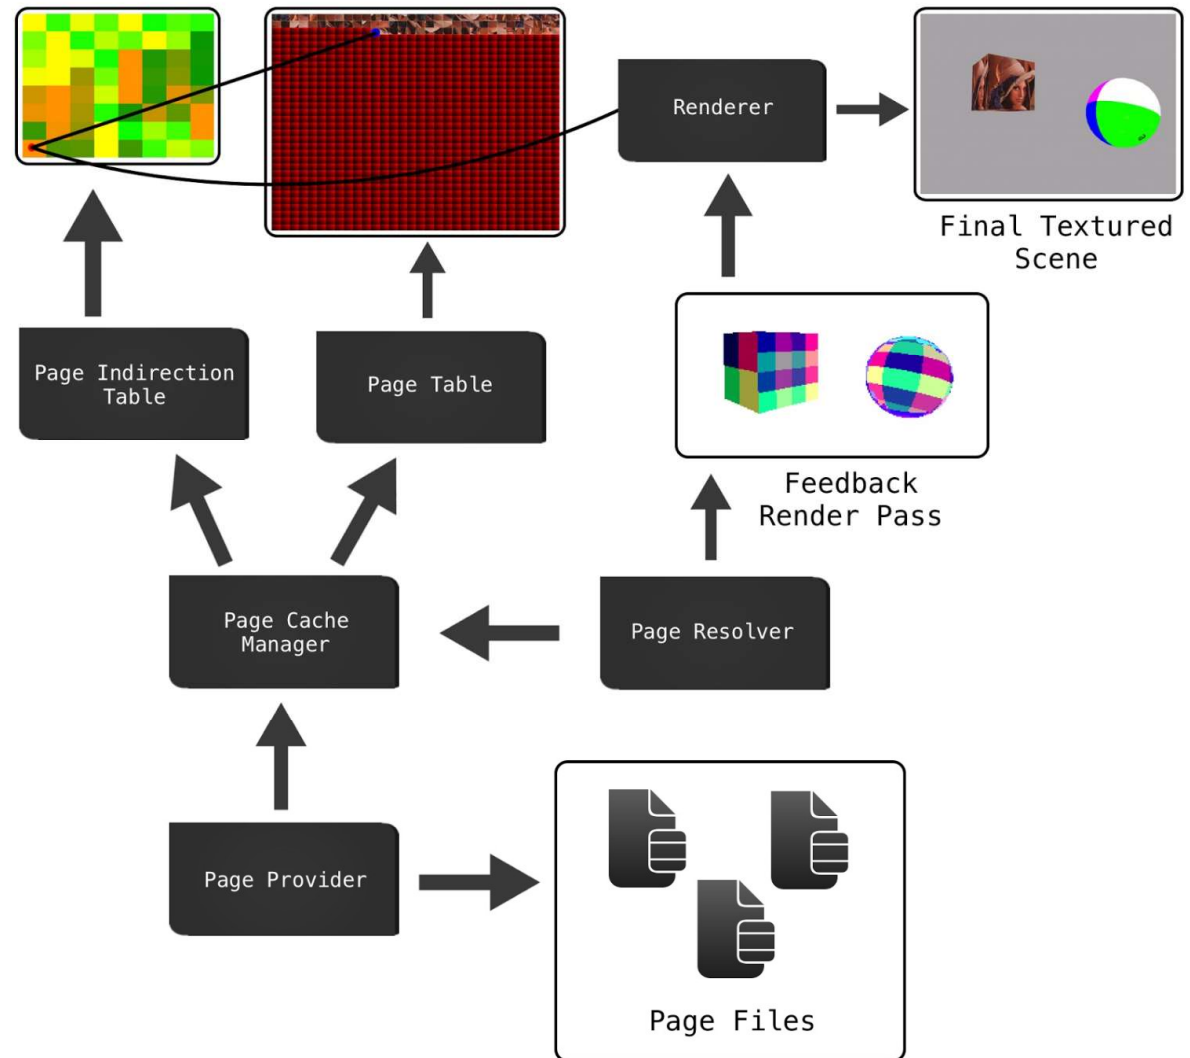 Renderer
Final Textured
Scene
Page Indirection
Table
Page Table
Feedback
Render Pass
Page Cache
Manager
Page Resolver
Page Provider
Page Files